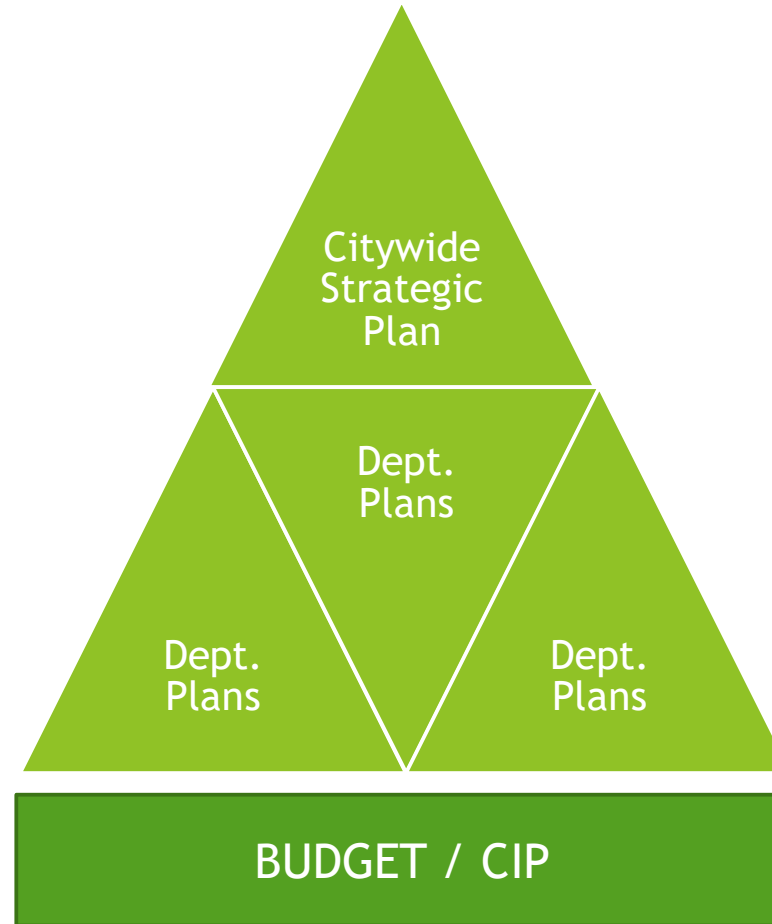 Citywide
Strategic
Plan
Dept.
Plans
Dept.
Plans
Dept.
Plans
BUDGET / CIP